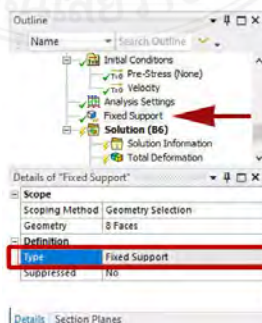 Outline
Name Search Outline
Initial Conditions
Pre-Stress (None)
Velocity
Analysis Settings
Fixed Support
Solution (B6)
Solution Information
Total Deformation
Details of "Fixed Support"
Scope
Scoping Method Geometry Selection
Geometry 8 Faces
Definition
Type Fixed Support
Suppressed No
Details Section Planes